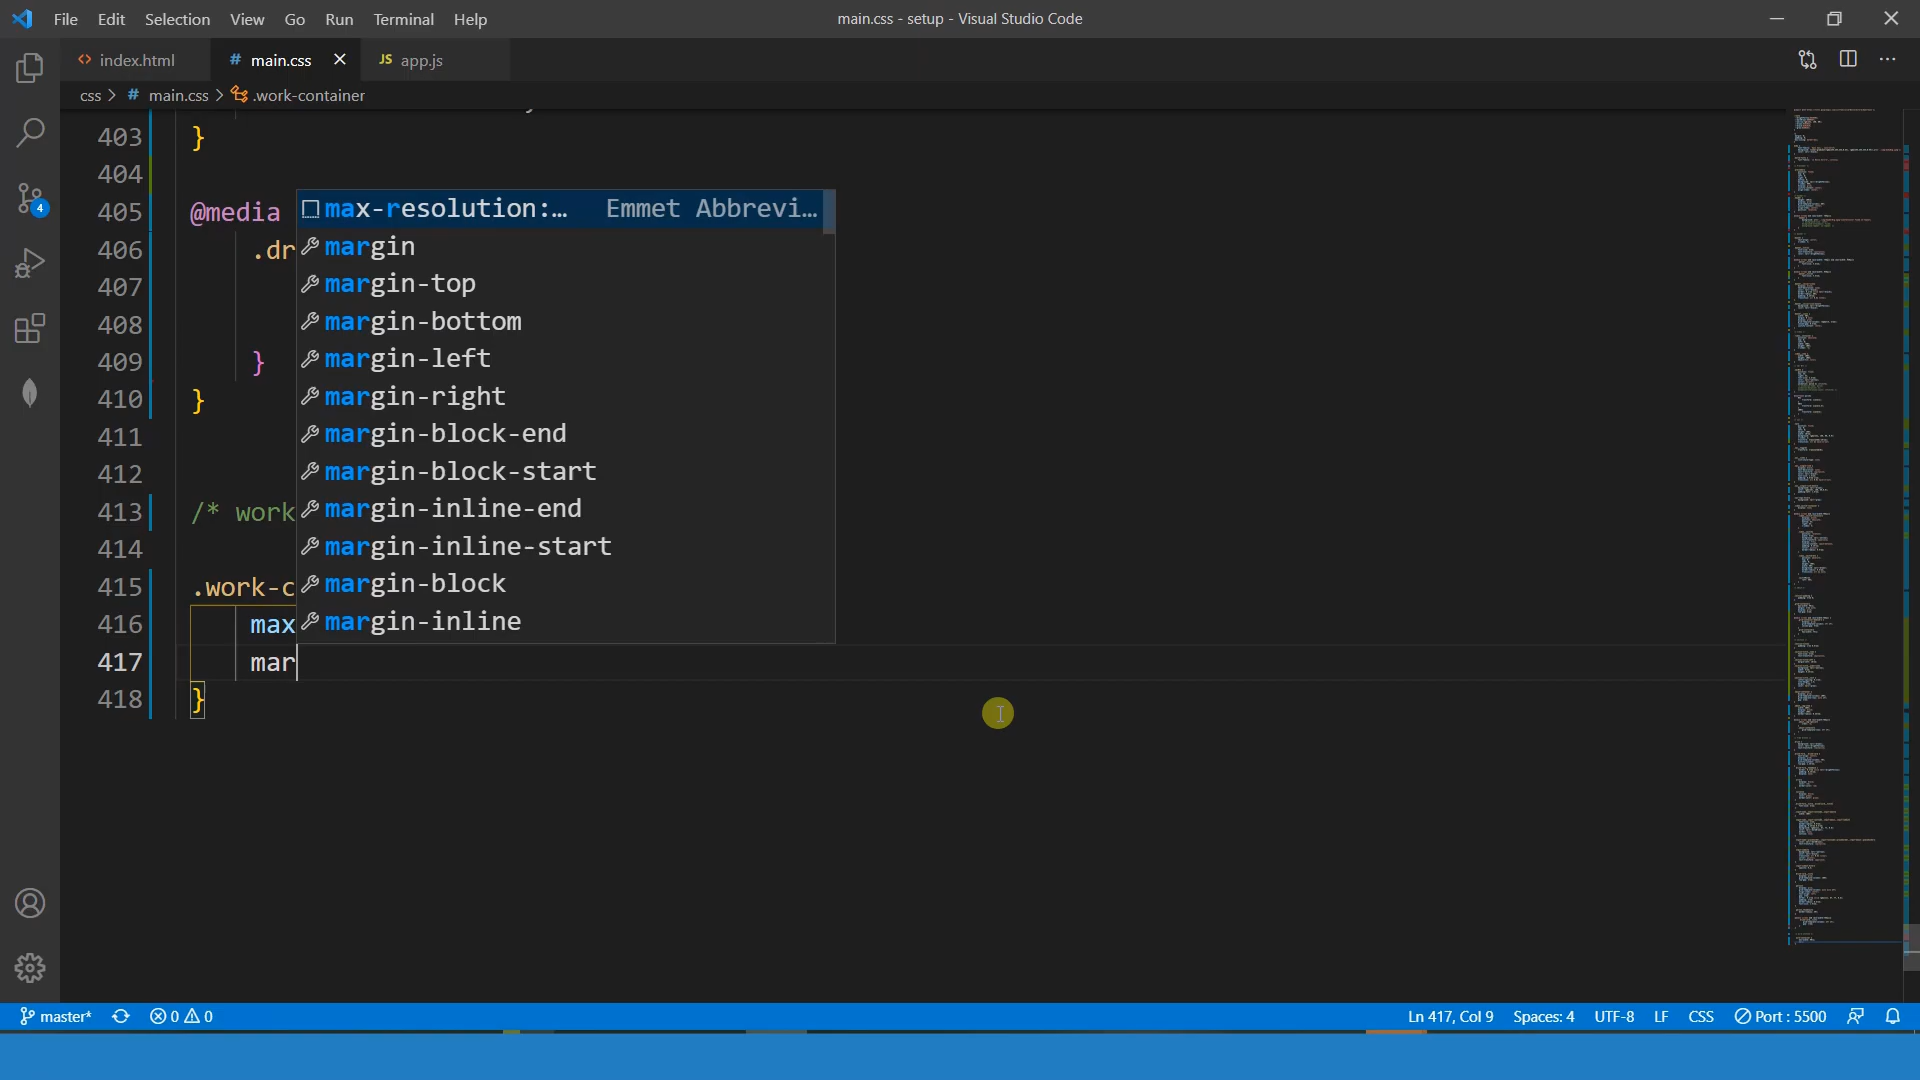 File Edit Selection View Go Run Terminal Help
main.css - setup - Visual Studio Code
index.html
# main.css
JS app.js
css > # main.css > .work-container
403 }
404
405 @media
406 .dr
407
408
409 }
410 }
411
412
413 /* work
414
415 .work-c
416 max
417 mar
418 }
max-resolution:… Emmet Abbrevi…
margin
margin-top
margin-bottom
margin-left
margin-right
margin-block-end
margin-block-start
margin-inline-end
margin-inline-start
margin-block
margin-inline
4
master* 0 0
Ln 417, Col 9 Spaces: 4 UTF-8 LF CSS Port : 5500